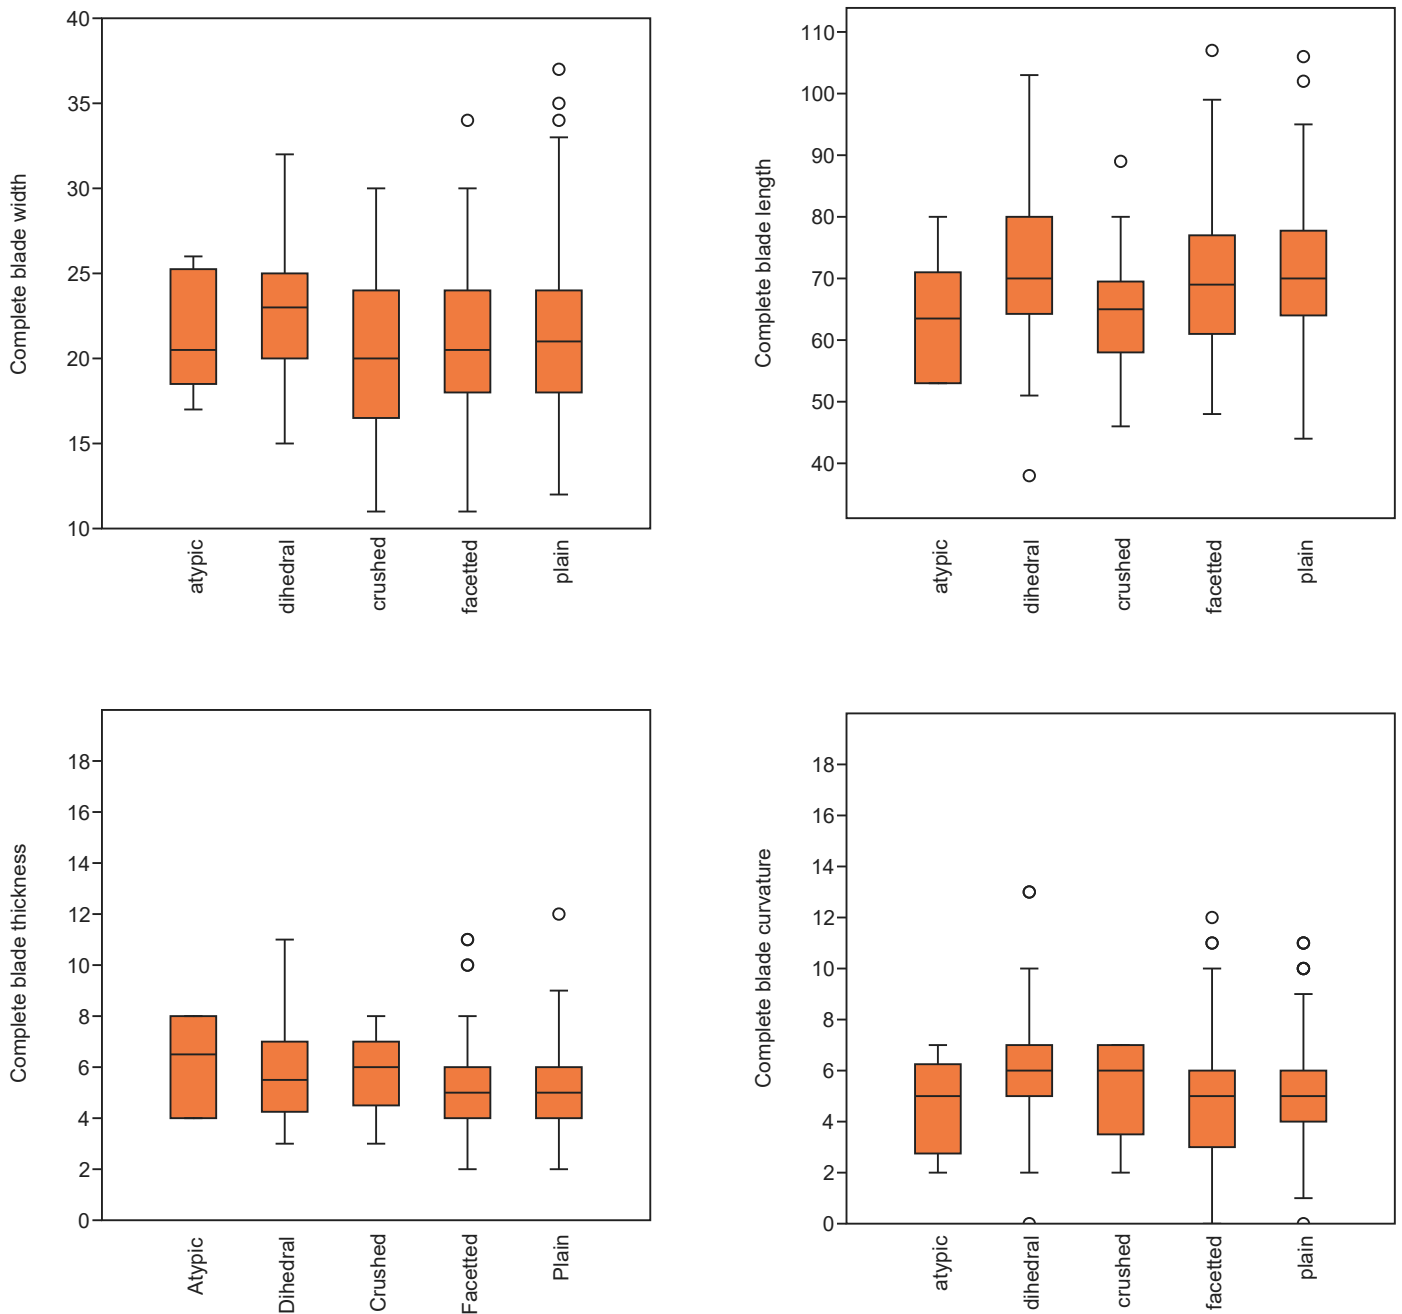 Complete blade width
40
35
30
25
20
15
10
atypic
dihedral
crushed
facetted
plain
Complete blade length
110
100
90
80
70
60
50
40
atypic
dihedral
crushed
facetted
plain
Complete blade thickness
18
16
14
12
10
8
6
4
2
0
Atypic
Dihedral
Crushed
Facetted
Plain
Complete blade curvature
18
16
14
12
10
8
6
4
2
0
atypic
dihedral
crushed
facetted
plain